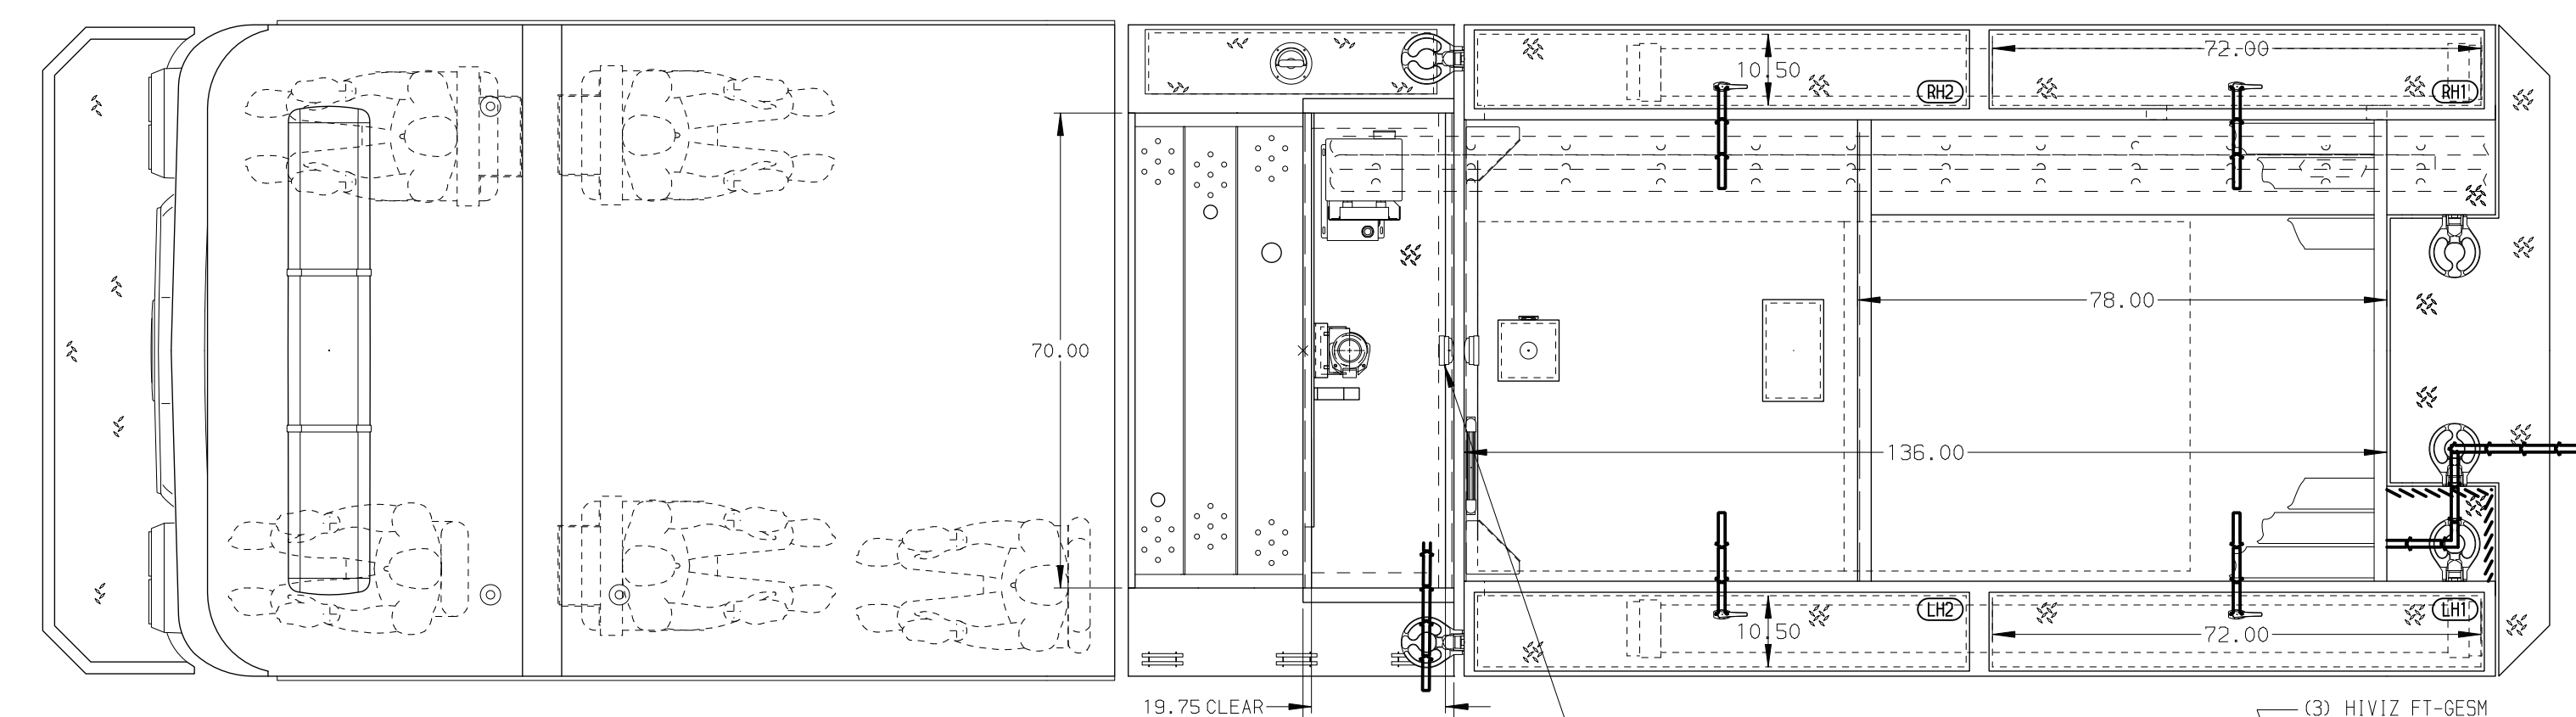 72.00
10.50
RH2
RH1
78.00
70.00
136.00
LH2
LH1
10.50
72.00
19.75 CLEAR
(3) HIVIZ FT-GESM